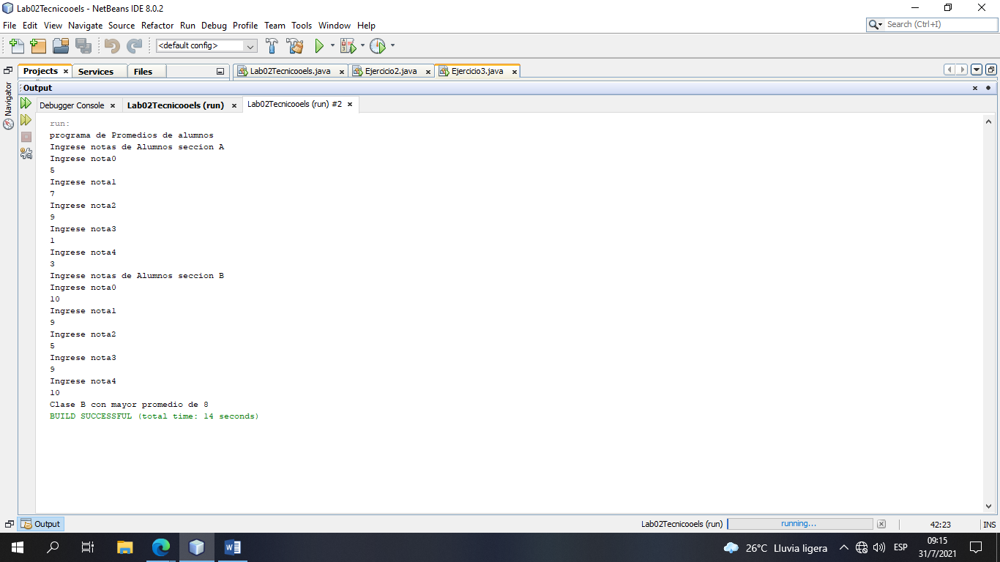 Lab02Tecnicooels - NetBeans IDE 8.0.2
File Edit View Navigate Source Refactor Run Debug Profile Team Tools Window Help
Search (Ctrl+I)
<default config>
Projects Services Files Lab02Tecnicooels.java Ejercicio2.java Ejercicio3.java
Navigator
Output
Debugger Console Lab02Tecnicooels (run) Lab02Tecnicooels (run) #2
run:
programa de Promedios de alumnos
Ingrese notas de Alumnos seccion A
Ingrese nota0
5
Ingrese nota1
7
Ingrese nota2
9
Ingrese nota3
1
Ingrese nota4
3
Ingrese notas de Alumnos seccion B
Ingrese nota0
10
Ingrese nota1
9
Ingrese nota2
5
Ingrese nota3
9
Ingrese nota4
10
Clase B con mayor promedio de 8
BUILD SUCCESSFUL (total time: 14 seconds)
Output Lab02Tecnicooels (run) running... 42:23 INS
26°C Lluvia ligera ESP 09:15
31/7/2021